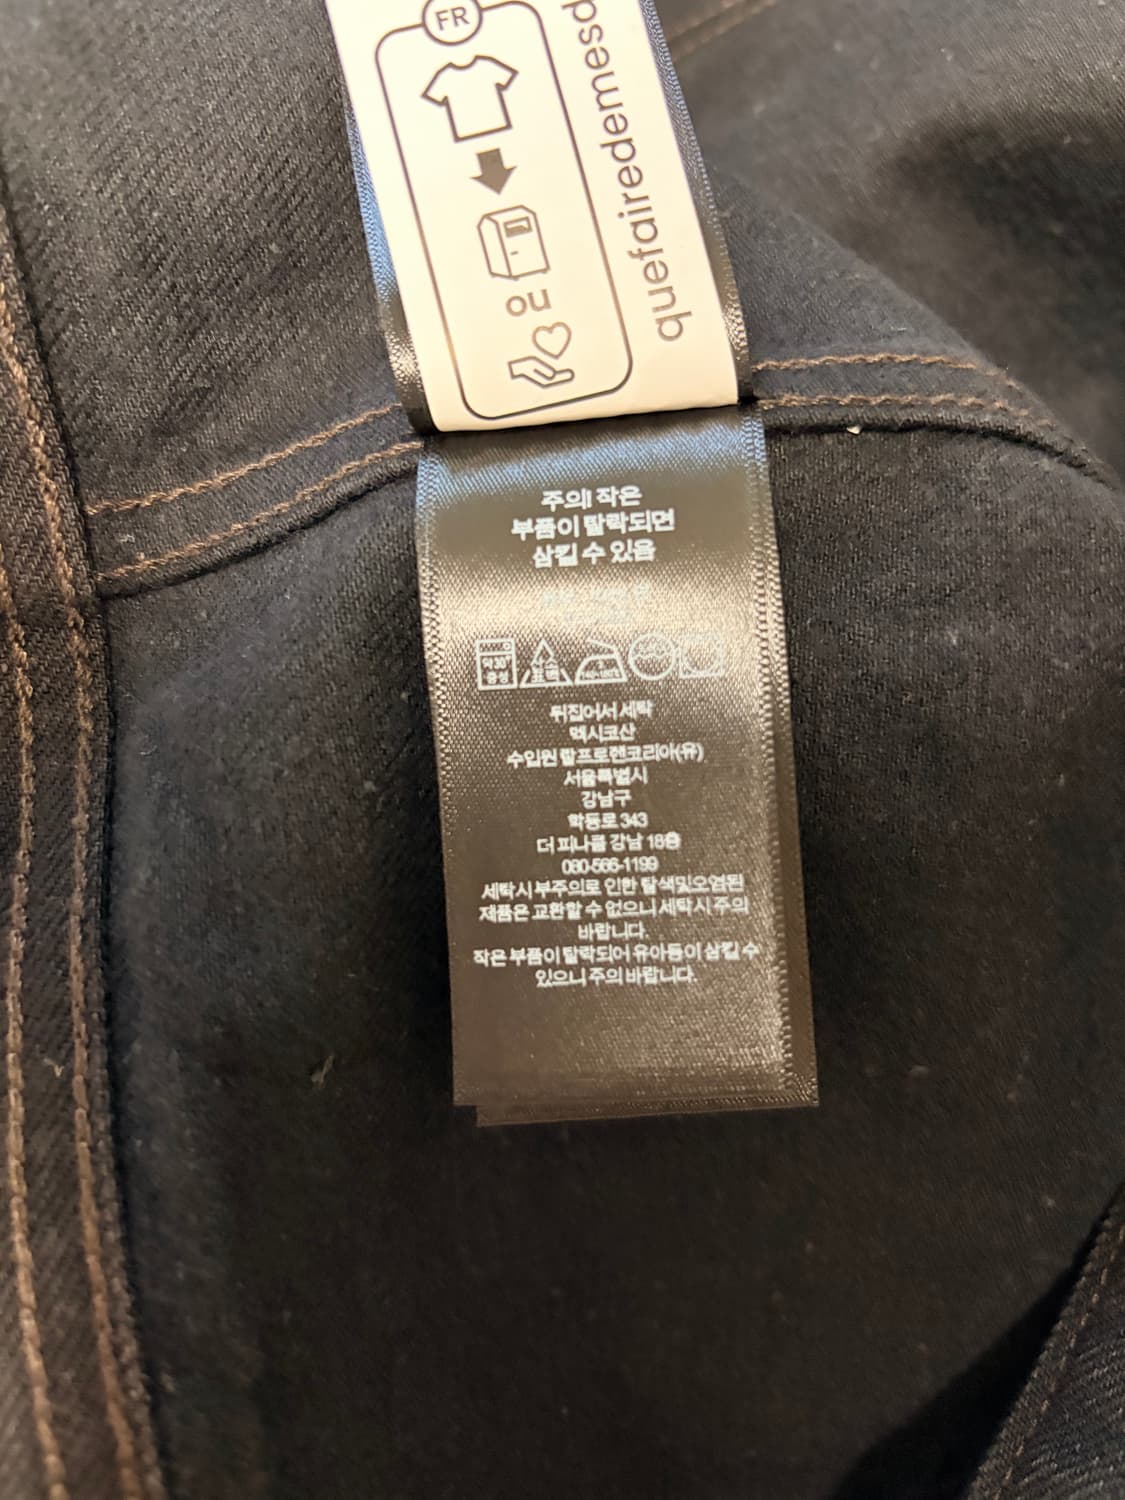 FR
ou
quefairedemesd
주의! 작은
부품이 탈락되면
삼킬 수 있음
뒤집어서 세탁
멕시코산
수입원 랄프로렌코리아(유)
서울특별시
강남구
학동로 343
더 피나클 강남 18층
080-566-1199
세탁시 부주의로 인한 탈색및오염된
제품은 교환할 수 없으니 세탁시 주의
바랍니다.
작은 부품이 탈락되어 유아들이 삼킬 수
있으니 주의 바랍니다.